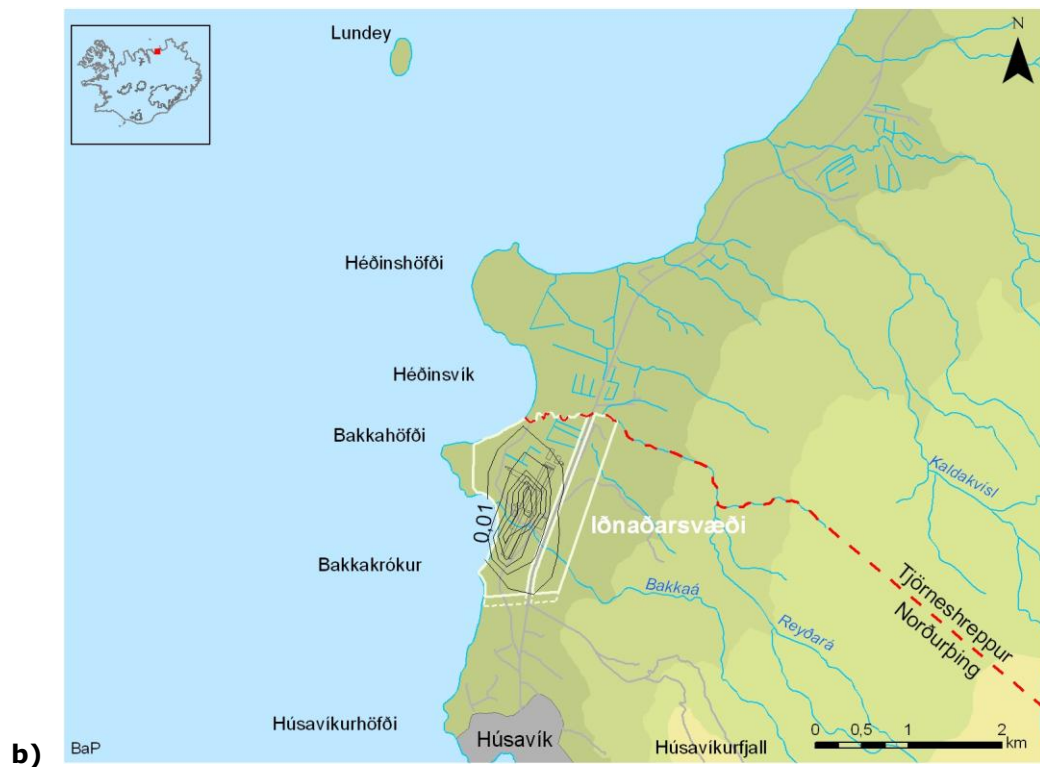 Lundey
N
Héðinshöfði
Héðinsvík
Bakkahöfði
Kaldakvísl
0,01
Iðnaðarsvæði
Bakkakrókur
Bakkaá
Tjörneshreppur
Reyðará
Norðurþing
Húsavíkurhöfði
Húsavík
Húsavíkurfjall
0 0,5 1 2
km
b)
BaP